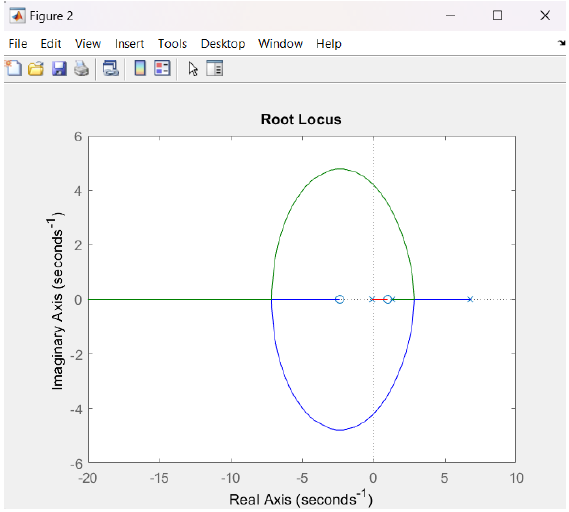 Figure 2
File Edit View Insert Tools Desktop Window Help
Root Locus
6
4
2
0
-2
-4
-6
Imaginary Axis (seconds⁻¹)
-20 -15 -10 -5 0 5 10
Real Axis (seconds⁻¹)